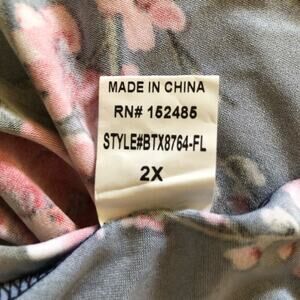 MADE IN CHINA
RN# 152485
STYLE#BTX8764-FL
2X